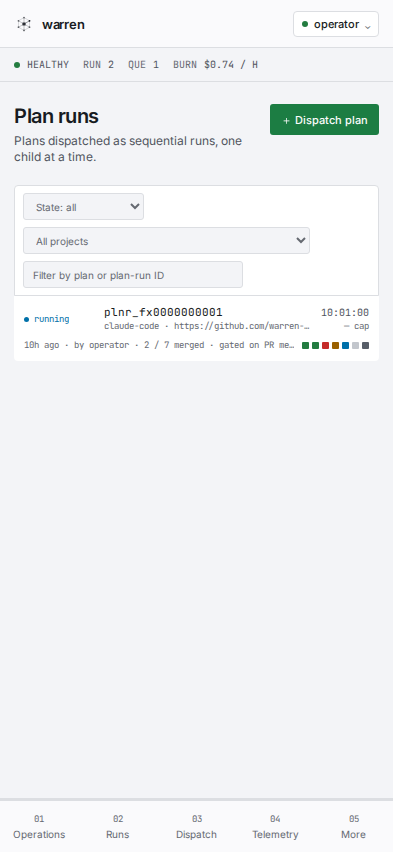 warren
operator
HEALTHY RUN 2 QUE 1 BURN $0.74 / H
Plan runs
+ Dispatch plan
Plans dispatched as sequential runs, one
child at a time.
State: all
All projects
Filter by plan or plan-run ID
running plnr_fx0000000001 10:01:00
claude-code · https://github.com/warren-… — cap
10h ago · by operator · 2 / 7 merged · gated on PR me…
01 02 03 04 05
Operations Runs Dispatch Telemetry More